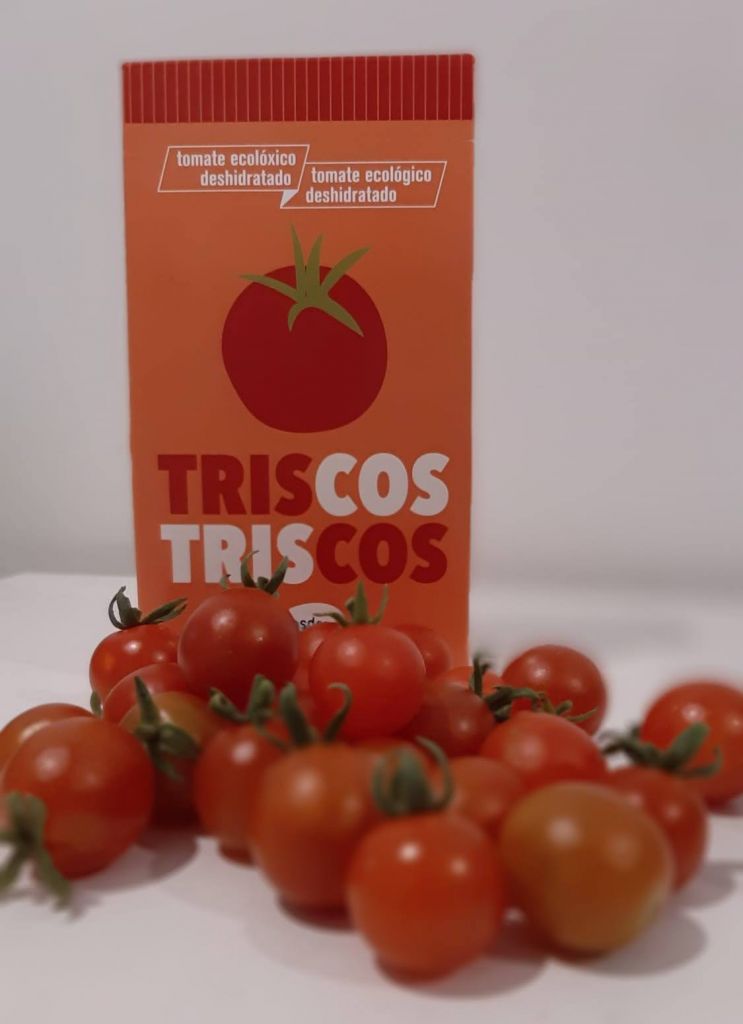 tomate ecolóxico
deshidratado
tomate ecológico
deshidratado
TRISCOS
TRISCOS